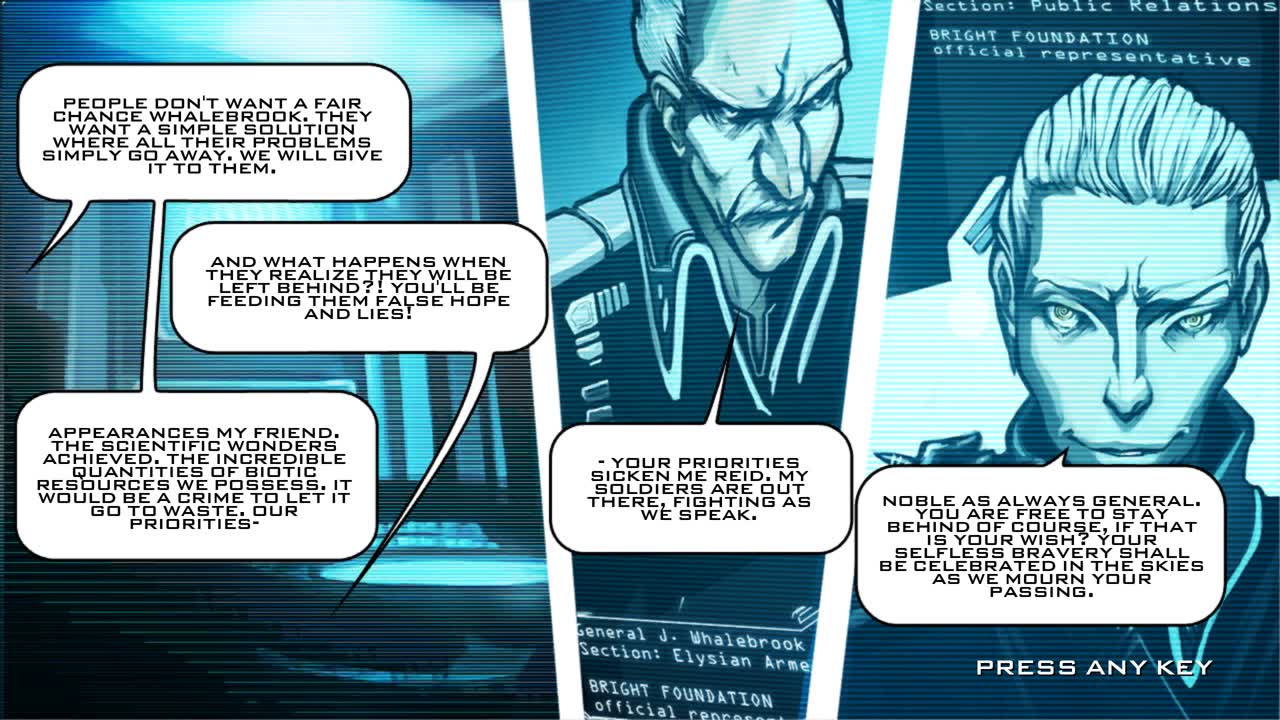 PEOPLE DON'T WANT A FAIR
CHANCE WHALEBROOK. THEY
WANT A SIMPLE SOLUTION
WHERE ALL THEIR PROBLEMS
SIMPLY GO AWAY. WE WILL GIVE
IT TO THEM.
AND WHAT HAPPENS WHEN
THEY REALIZE THEY WILL BE
LEFT BEHIND?! YOU'LL BE
FEEDING THEM FALSE HOPE
AND LIES!
APPEARANCES MY FRIEND.
THE SCIENTIFIC WONDERS
ACHIEVED. THE INCREDIBLE
QUANTITIES OF BIOTIC
RESOURCES WE POSSESS. IT
WOULD BE A CRIME TO LET IT
GO TO WASTE. OUR
PRIORITIES-
- YOUR PRIORITIES
SICKEN ME REID. MY
SOLDIERS ARE OUT
THERE, FIGHTING AS
WE SPEAK.
General J. Whalebrook
Section: Elysian Arme
BRIGHT FOUNDATION
official represent
Section: Public Relations
BRIGHT FOUNDATION
official representative
NOBLE AS ALWAYS GENERAL.
YOU ARE FREE TO STAY
BEHIND OF COURSE, IF THAT
IS YOUR WISH? YOUR
SELFLESS BRAVERY SHALL
BE CELEBRATED IN THE SKIES
AS WE MOURN YOUR
PASSING.
PRESS ANY KEY